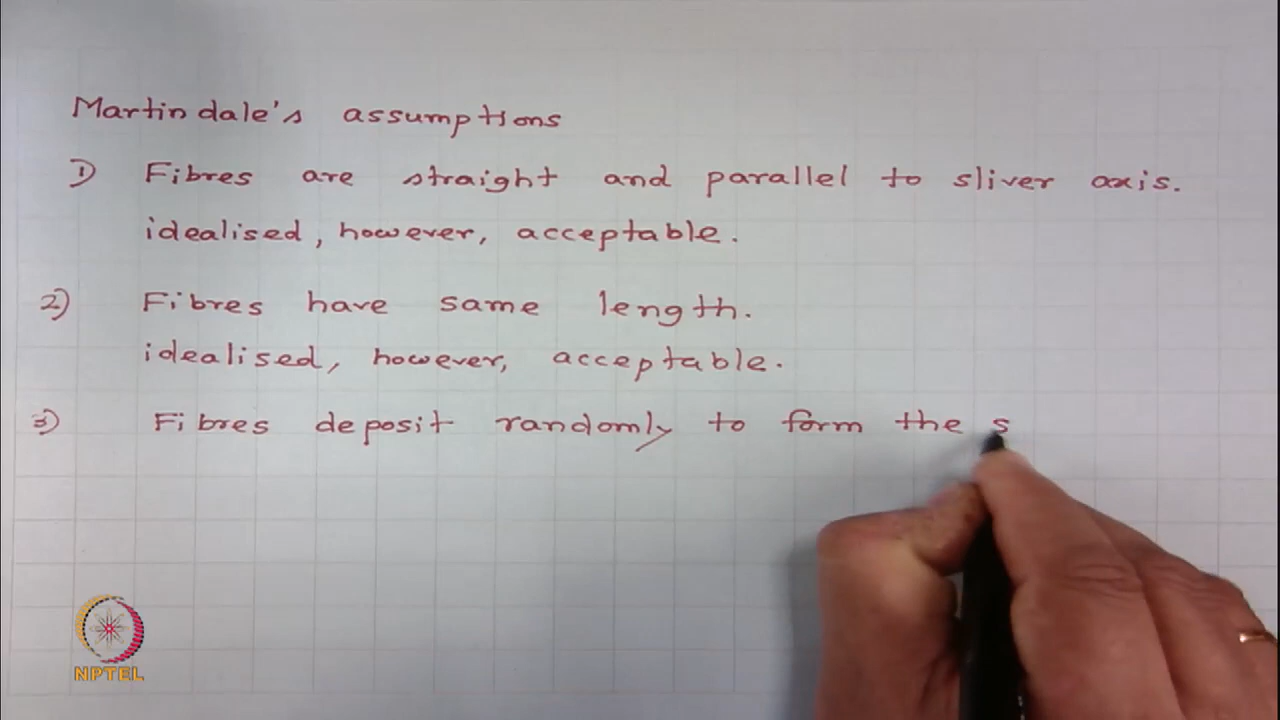 Martindale's assumptions
1) Fibres are straight and parallel to sliver axis.
idealised, however, acceptable.
2) Fibres have same length.
idealised, however, acceptable.
3) Fibres deposit randomly to form the s
NPTEL